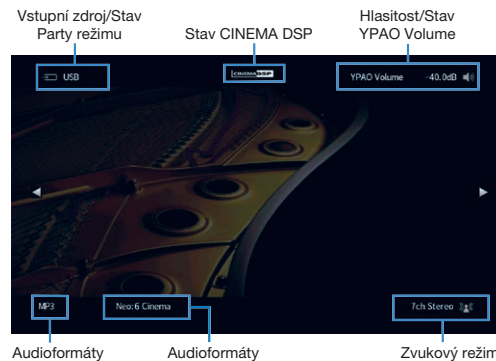 Vstupní zdroj/Stav
Party režimu
Stav CINEMA DSP
Hlasitost/Stav
YPAO Volume
USB
CINEMA DSP
YPAO Volume -40.0dB
MP3
Neo:6 Cinema
7ch Stereo
Audioformáty
Audioformáty
Zvukový režim